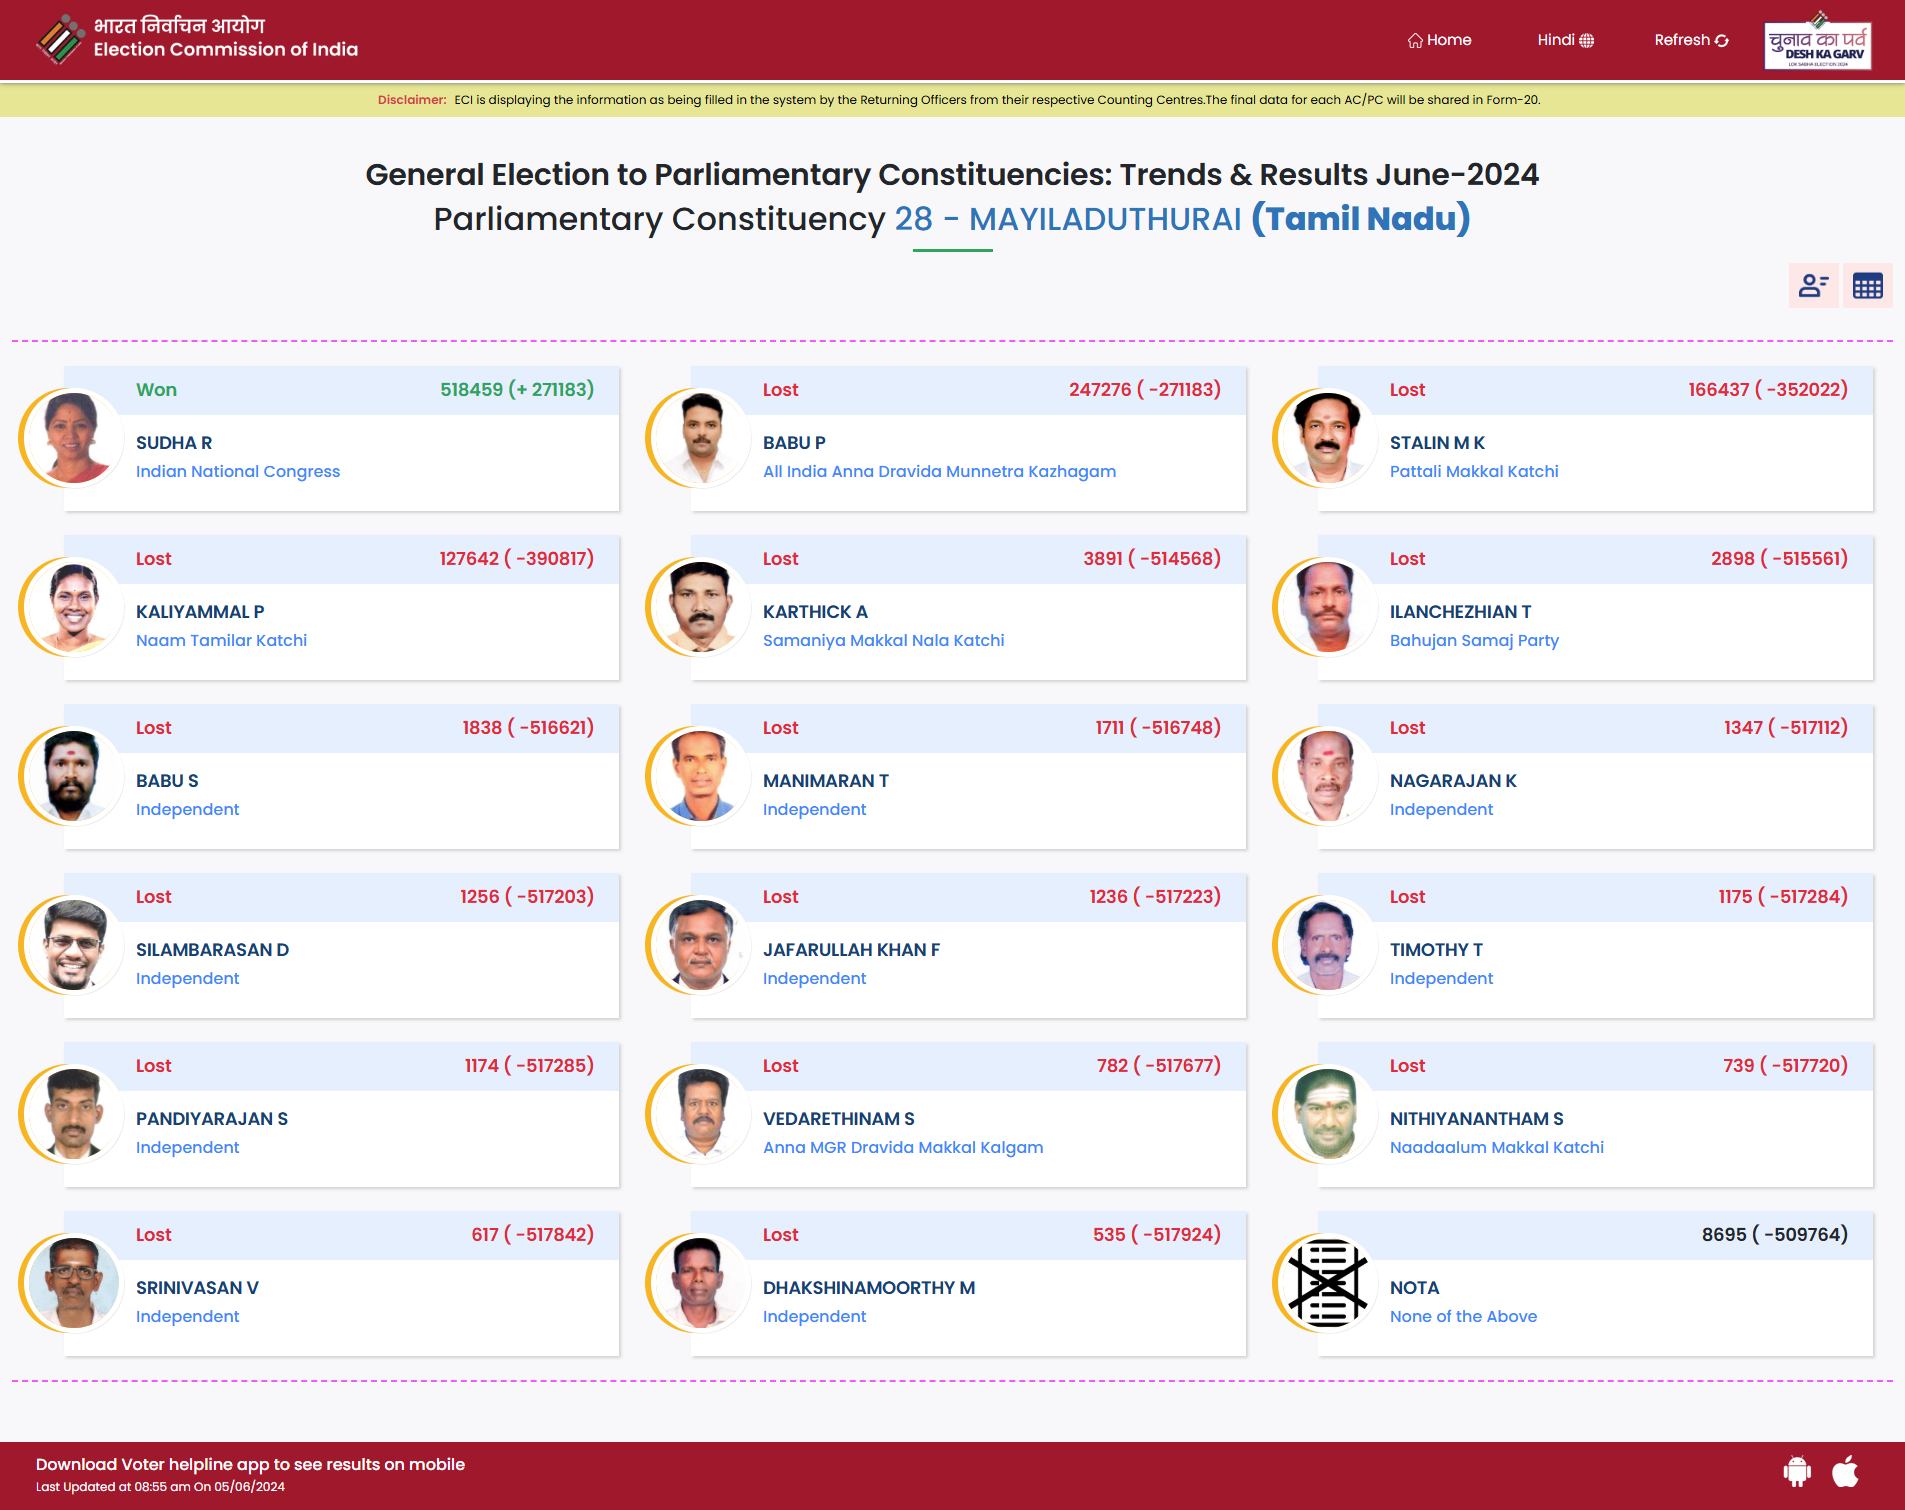 भारत निर्वाचन आयोग
Election Commission of India
Home
Hindi
Refresh
चुनाव का पर्व
DESH KA GARV
LOK SABHA ELECTION 2024
Disclaimer: ECI is displaying the information as being filled in the system by the Returning Officers from their respective Counting Centres.The final data for each AC/PC will be shared in Form-20.
General Election to Parliamentary Constituencies: Trends & Results June-2024
Parliamentary Constituency 28 - MAYILADUTHURAI (Tamil Nadu)
Won 518459 (+ 271183)
SUDHA R
Indian National Congress
Lost 247276 ( -271183)
BABU P
All India Anna Dravida Munnetra Kazhagam
Lost 166437 ( -352022)
STALIN M K
Pattali Makkal Katchi
Lost 127642 ( -390817)
KALIYAMMAL P
Naam Tamilar Katchi
Lost 3891 ( -514568)
KARTHICK A
Samaniya Makkal Nala Katchi
Lost 2898 ( -515561)
ILANCHEZHIAN T
Bahujan Samaj Party
Lost 1838 ( -516621)
BABU S
Independent
Lost 1711 ( -516748)
MANIMARAN T
Independent
Lost 1347 ( -517112)
NAGARAJAN K
Independent
Lost 1256 ( -517203)
SILAMBARASAN D
Independent
Lost 1236 ( -517223)
JAFARULLAH KHAN F
Independent
Lost 1175 ( -517284)
TIMOTHY T
Independent
Lost 1174 ( -517285)
PANDIYARAJAN S
Independent
Lost 782 ( -517677)
VEDARETHINAM S
Anna MGR Dravida Makkal Kalgam
Lost 739 ( -517720)
NITHIYANANTHAM S
Naadaalum Makkal Katchi
Lost 617 ( -517842)
SRINIVASAN V
Independent
Lost 535 ( -517924)
DHAKSHINAMOORTHY M
Independent
8695 ( -509764)
NOTA
None of the Above
Download Voter helpline app to see results on mobile
Last Updated at 08:55 am On 05/06/2024